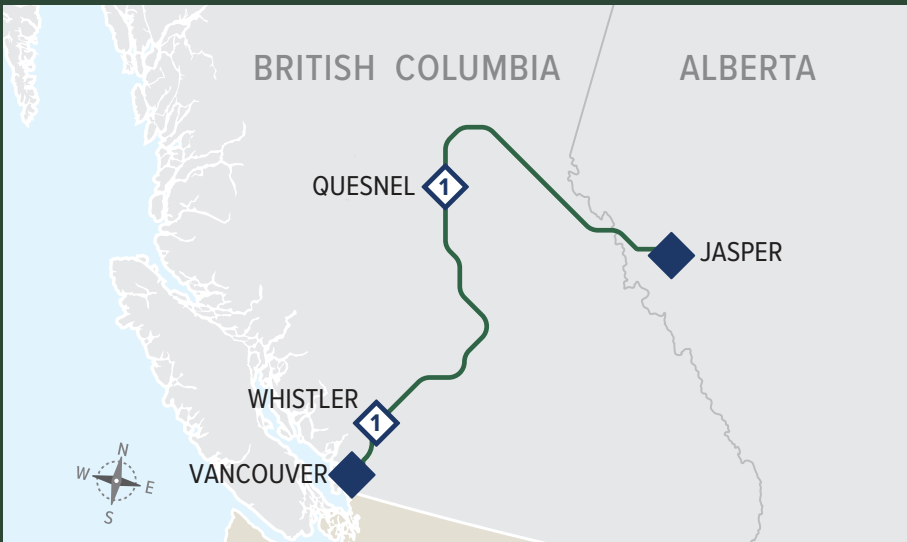 BRITISH COLUMBIA
ALBERTA
QUESNEL
1
JASPER
WHISTLER
1
VANCOUVER
N
W
E
S